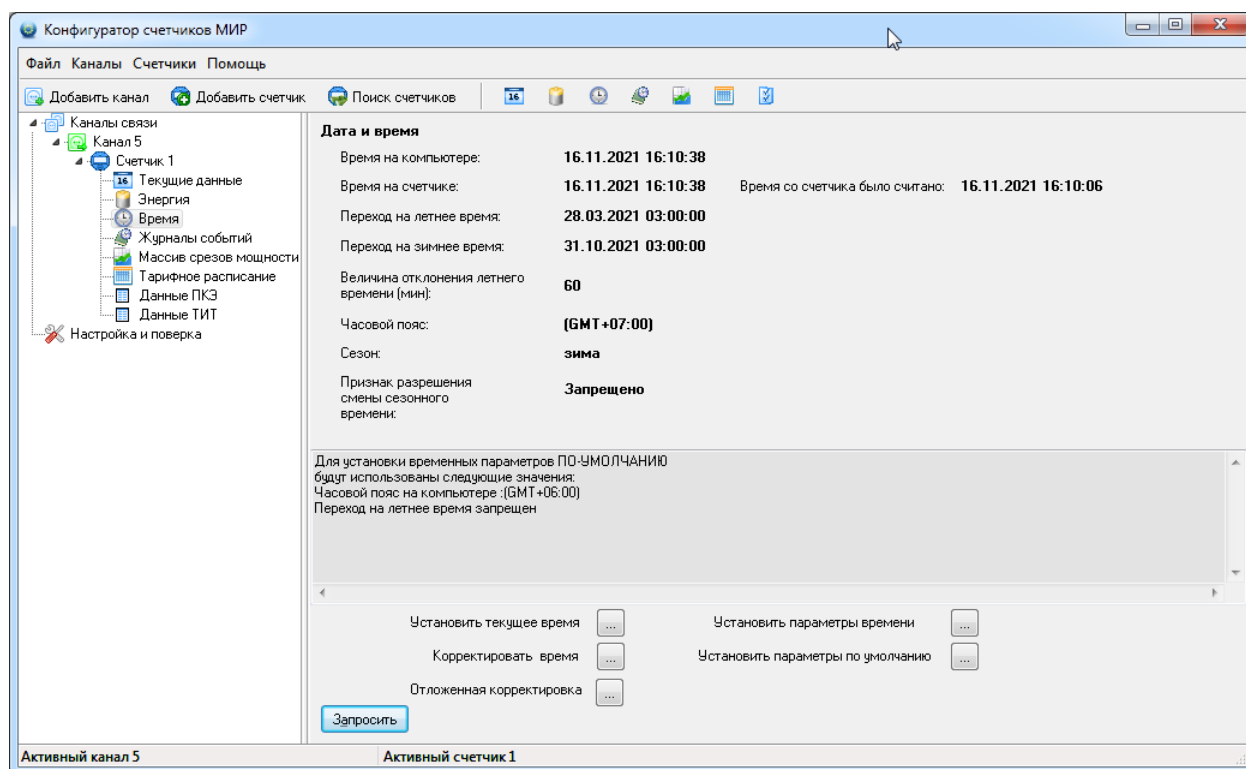 Конфигуратор счетчиков МИР
Файл Каналы Счетчики Помощь
Добавить канал Добавить счетчик Поиск счетчиков 16
Каналы связи
Канал 5
Счетчик 1
16 Текущие данные
Энергия
Время
Журналы событий
Массив срезов мощности
Тарифное расписание
Данные ПКЭ
Данные ТИТ
Настройка и поверка
Дата и время
Время на компьютере: 16.11.2021 16:10:38
Время на счетчике: 16.11.2021 16:10:38 Время со счетчика было считано: 16.11.2021 16:10:06
Переход на летнее время: 28.03.2021 03:00:00
Переход на зимнее время: 31.10.2021 03:00:00
Величина отклонения летнего
времени (мин): 60
Часовой пояс: (GMT+07:00)
Сезон: зима
Признак разрешения
смены сезонного
времени: Запрещено
Для установки временных параметров ПО-УМОЛЧАНИЮ
будут использованы следующие значения:
Часовой пояс на компьютере :(GMT+06:00)
Переход на летнее время запрещен
Установить текущее время ... Установить параметры времени ...
Корректировать время ... Установить параметры по умолчанию ...
Отложенная корректировка ...
Запросить
Активный канал 5 Активный счетчик 1